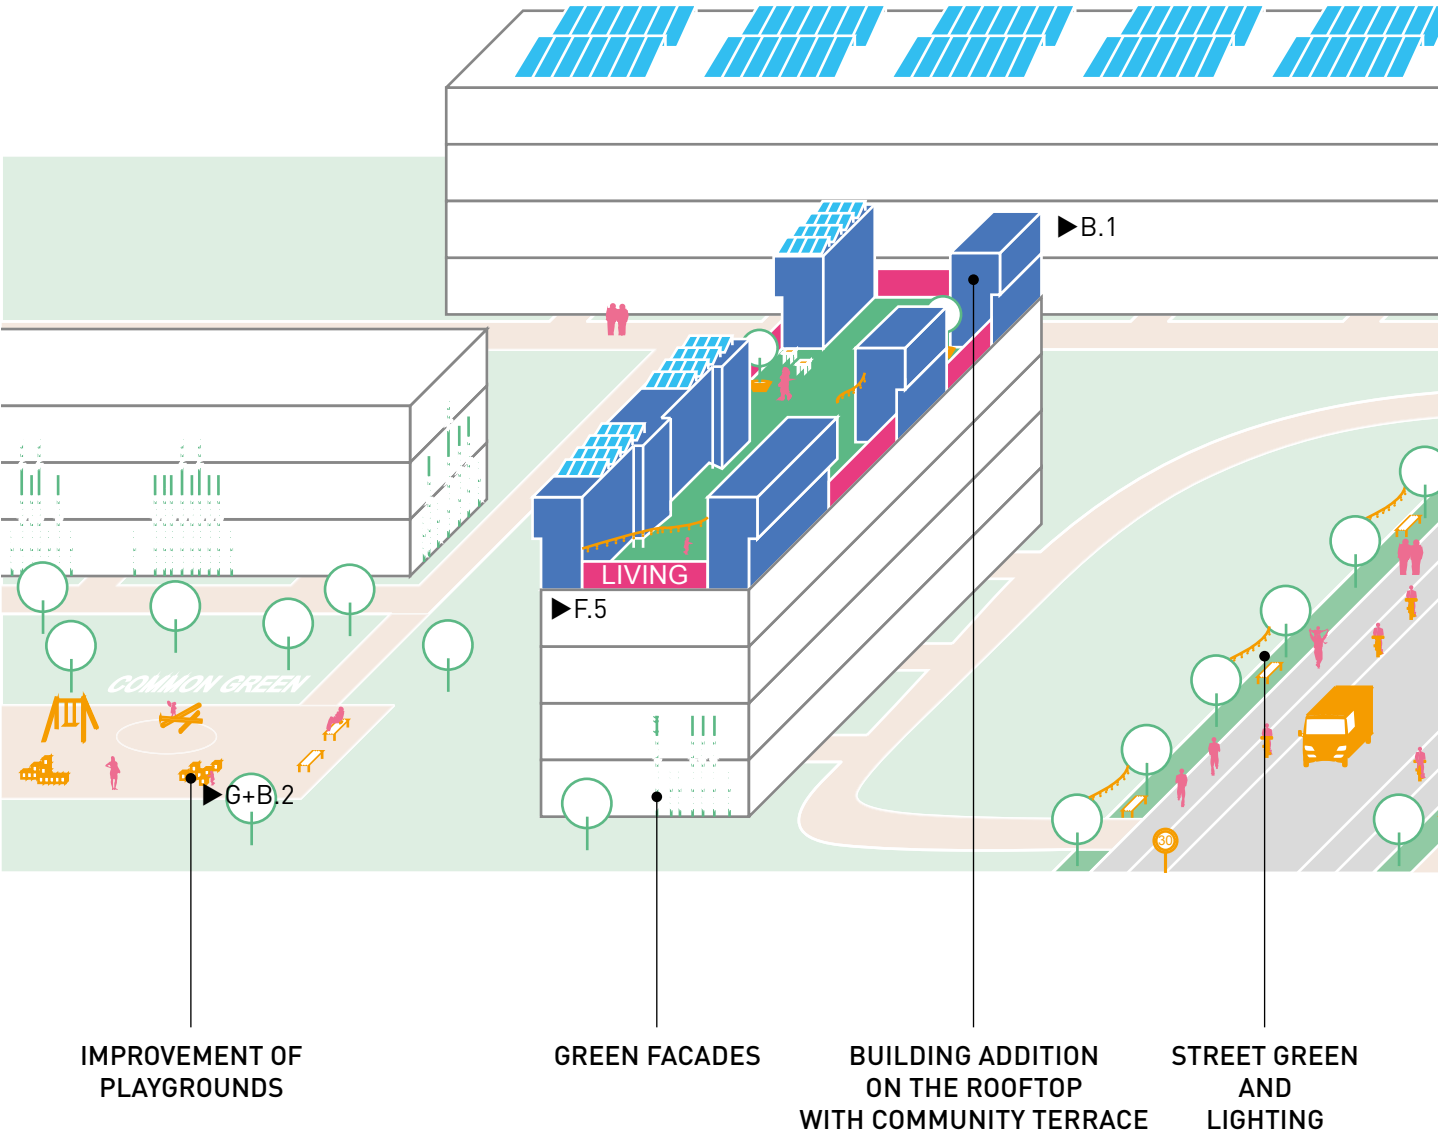 ▶B.1
LIVING
▶F.5
COMMON GREEN
▶G+B.2
30
IMPROVEMENT OF
PLAYGROUNDS
GREEN FACADES
BUILDING ADDITION
ON THE ROOFTOP
WITH COMMUNITY TERRACE
STREET GREEN
AND
LIGHTING